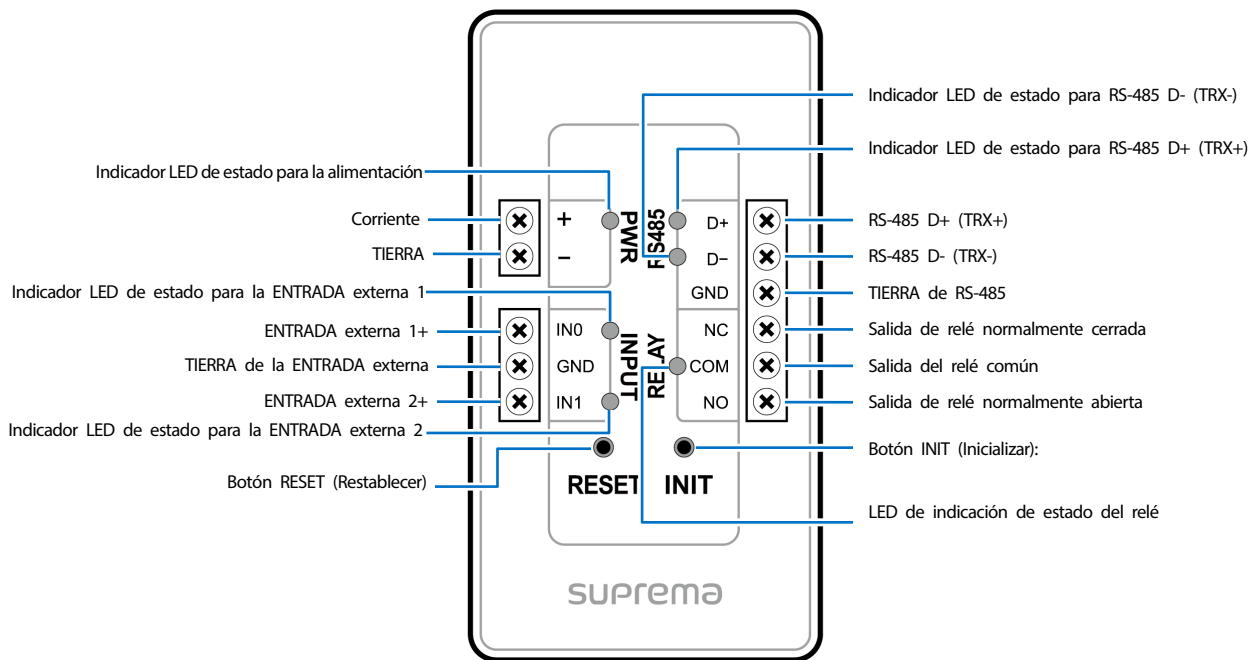 Indicador LED de estado para la alimentación
Corriente
TIERRA
Indicador LED de estado para la ENTRADA externa 1
ENTRADA externa 1+
TIERRA de la ENTRADA externa
ENTRADA externa 2+
Indicador LED de estado para la ENTRADA externa 2
Botón RESET (Restablecer)
+
−
PWR
IN0
GND
IN1
INPUT
RS485
D+
D−
GND
NC
COM
NO
RELAY
RESET
INIT
suprema
Indicador LED de estado para RS-485 D- (TRX-)
Indicador LED de estado para RS-485 D+ (TRX+)
RS-485 D+ (TRX+)
RS-485 D- (TRX-)
TIERRA de RS-485
Salida de relé normalmente cerrada
Salida del relé común
Salida de relé normalmente abierta
Botón INIT (Inicializar):
LED de indicación de estado del relé